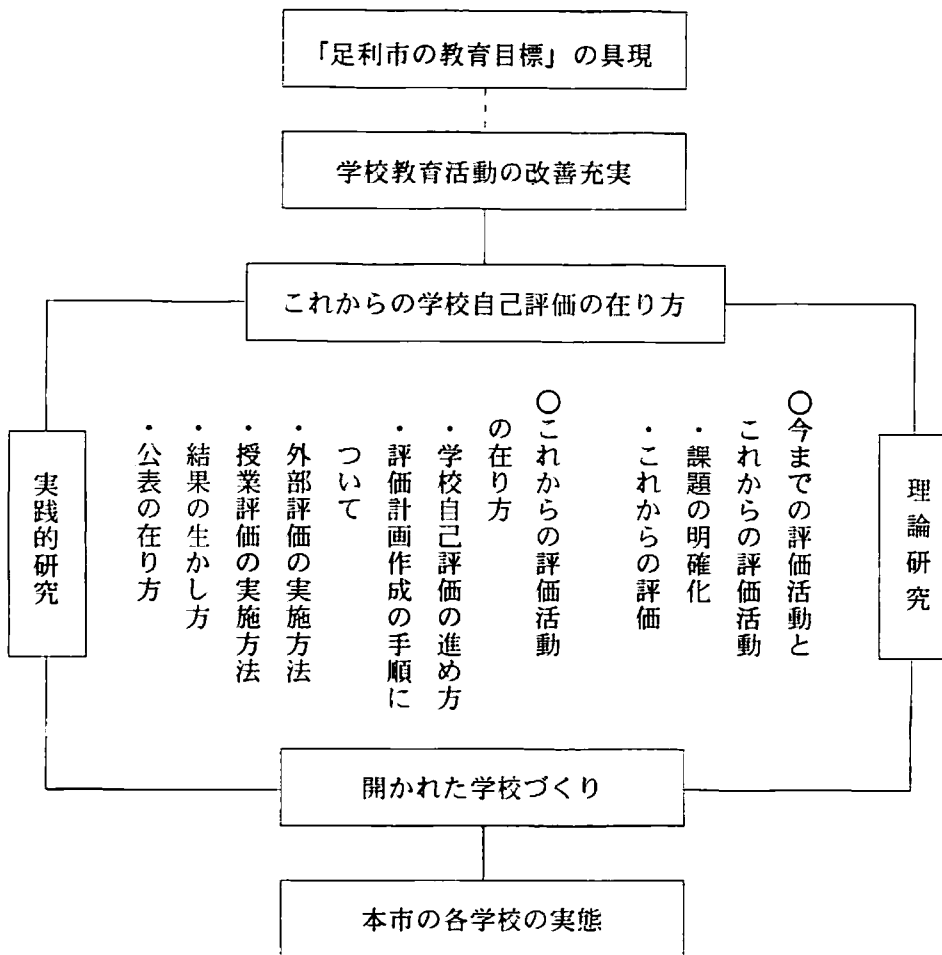 「足利市の教育目標」の具現
学校教育活動の改善充実
これからの学校自己評価の在り方
理論研究
○今までの評価活動と
これからの評価活動
・課題の明確化
・これからの評価
○これからの評価活動
の在り方
・学校自己評価の進め方
・評価計画作成の手順に
ついて
・外部評価の実施方法
・授業評価の実施方法
・結果の生かし方
・公表の在り方
実践的研究
開かれた学校づくり
本市の各学校の実態